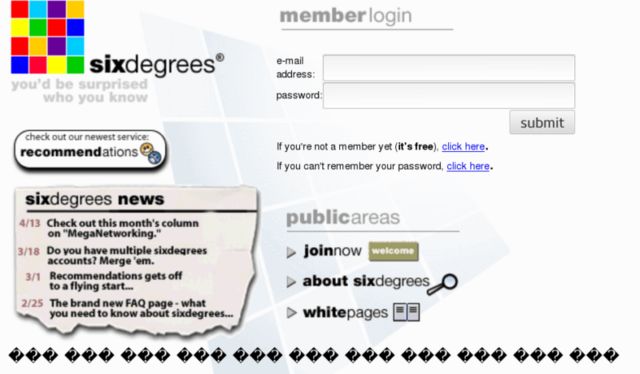 sixdegrees®
you'd be surprised
who you know
check out our newest service:
recommendations
sixdegrees news
4/13 Check out this month's column
on "MegaNetworking."
3/18 Do you have multiple sixdegrees
accounts? Merge 'em.
3/1 Recommendations gets off
to a flying start...
2/25 The brand new FAQ page - what
you need to know about sixdegrees...
memberlogin
e-mail
address:
password:
submit
If you're not a member yet (it's free), click here.
If you can't remember your password, click here.
publicareas
joinnow welcome
about sixdegrees
whitepages
��� ��� ��� ��� ��� ��� ��� ��� ��� ��� ���